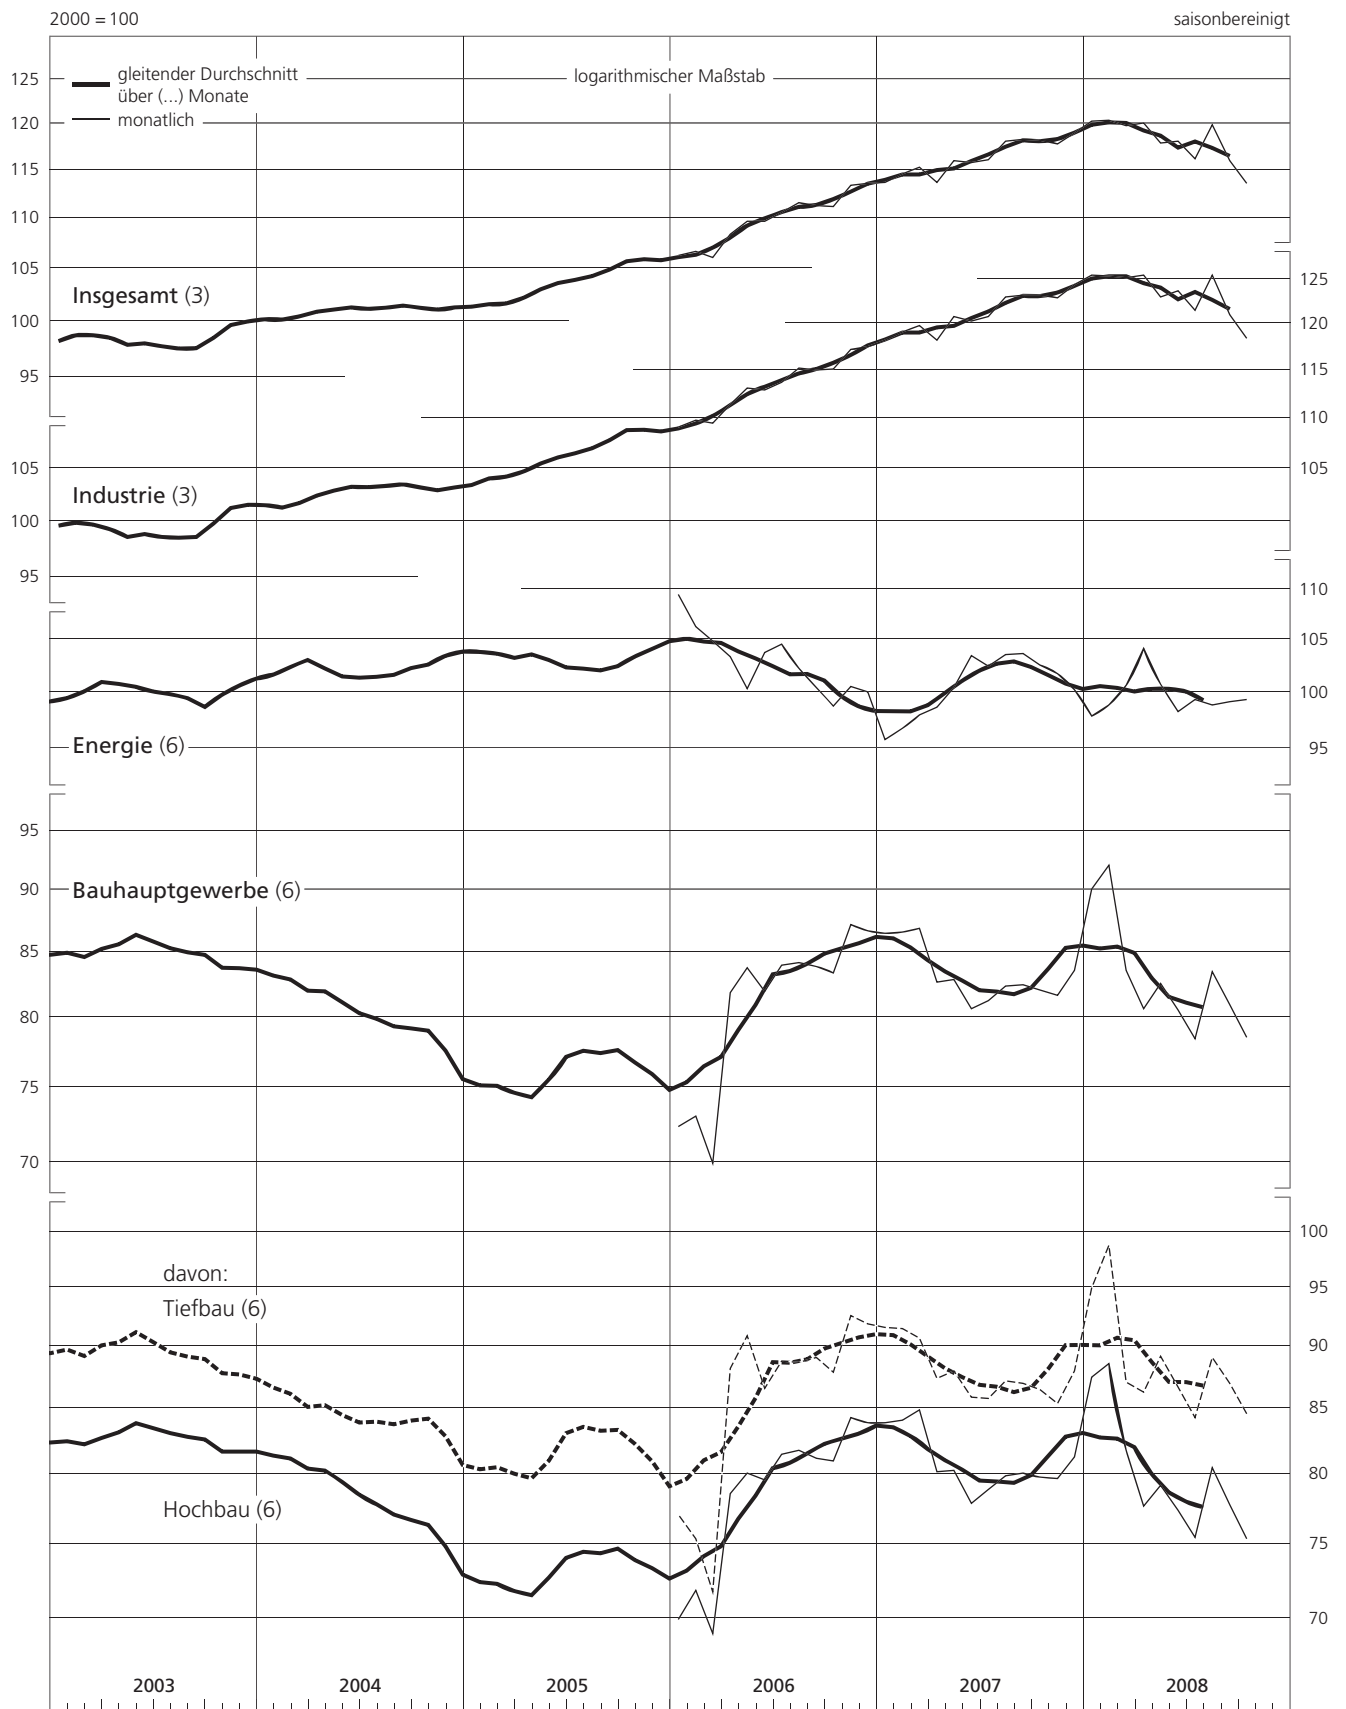 2000 = 100
saisonbereinigt
gleitender Durchschnitt
über (...) Monate
monatlich
logarithmischer Maßstab
125
120
115
110
105
100
95
Insgesamt (3)
125
120
115
110
105
105
100
95
Industrie (3)
110
105
100
95
Energie (6)
95
90
85
80
75
70
Bauhauptgewerbe (6)
100
95
90
85
80
75
70
davon:
Tiefbau (6)
Hochbau (6)
2003
2004
2005
2006
2007
2008